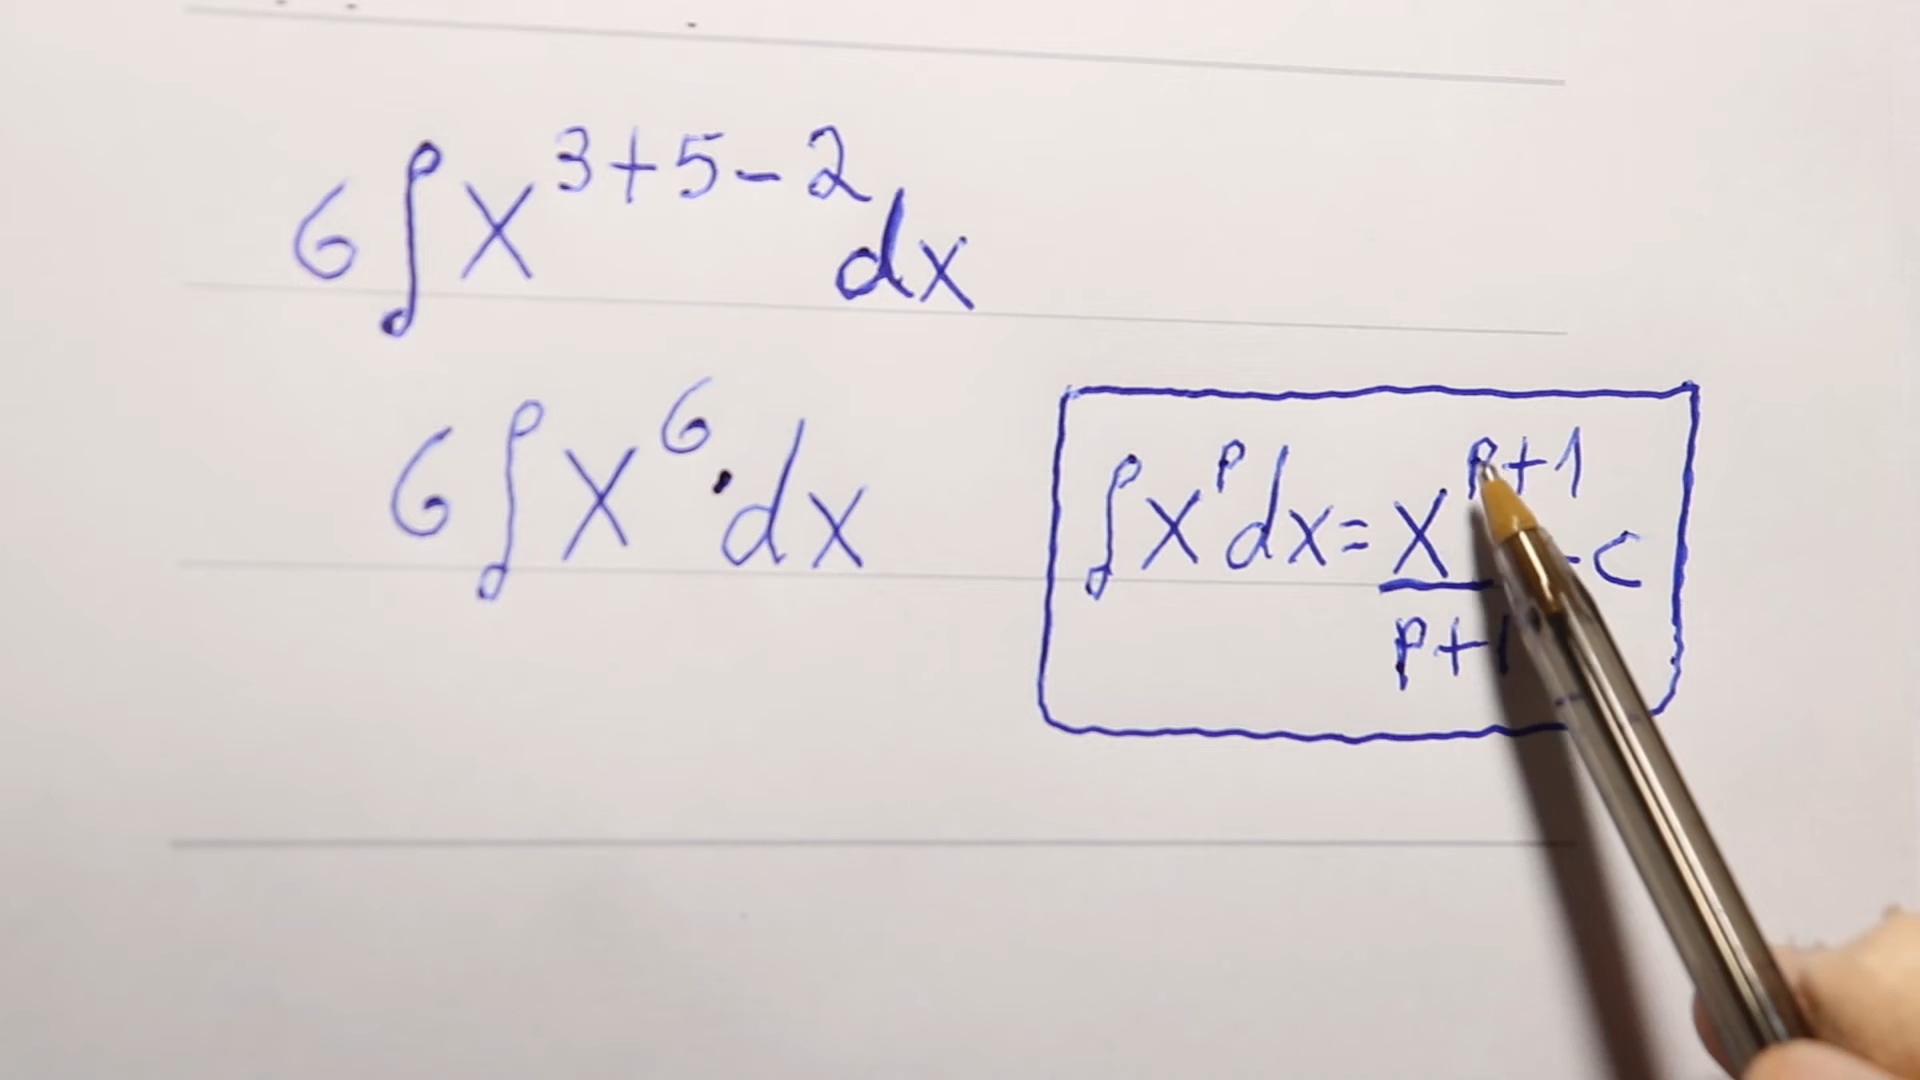 6∫x^{3+5-2}dx
6∫x^6·dx
∫x^p dx = x^{p+1}/p+1 - c